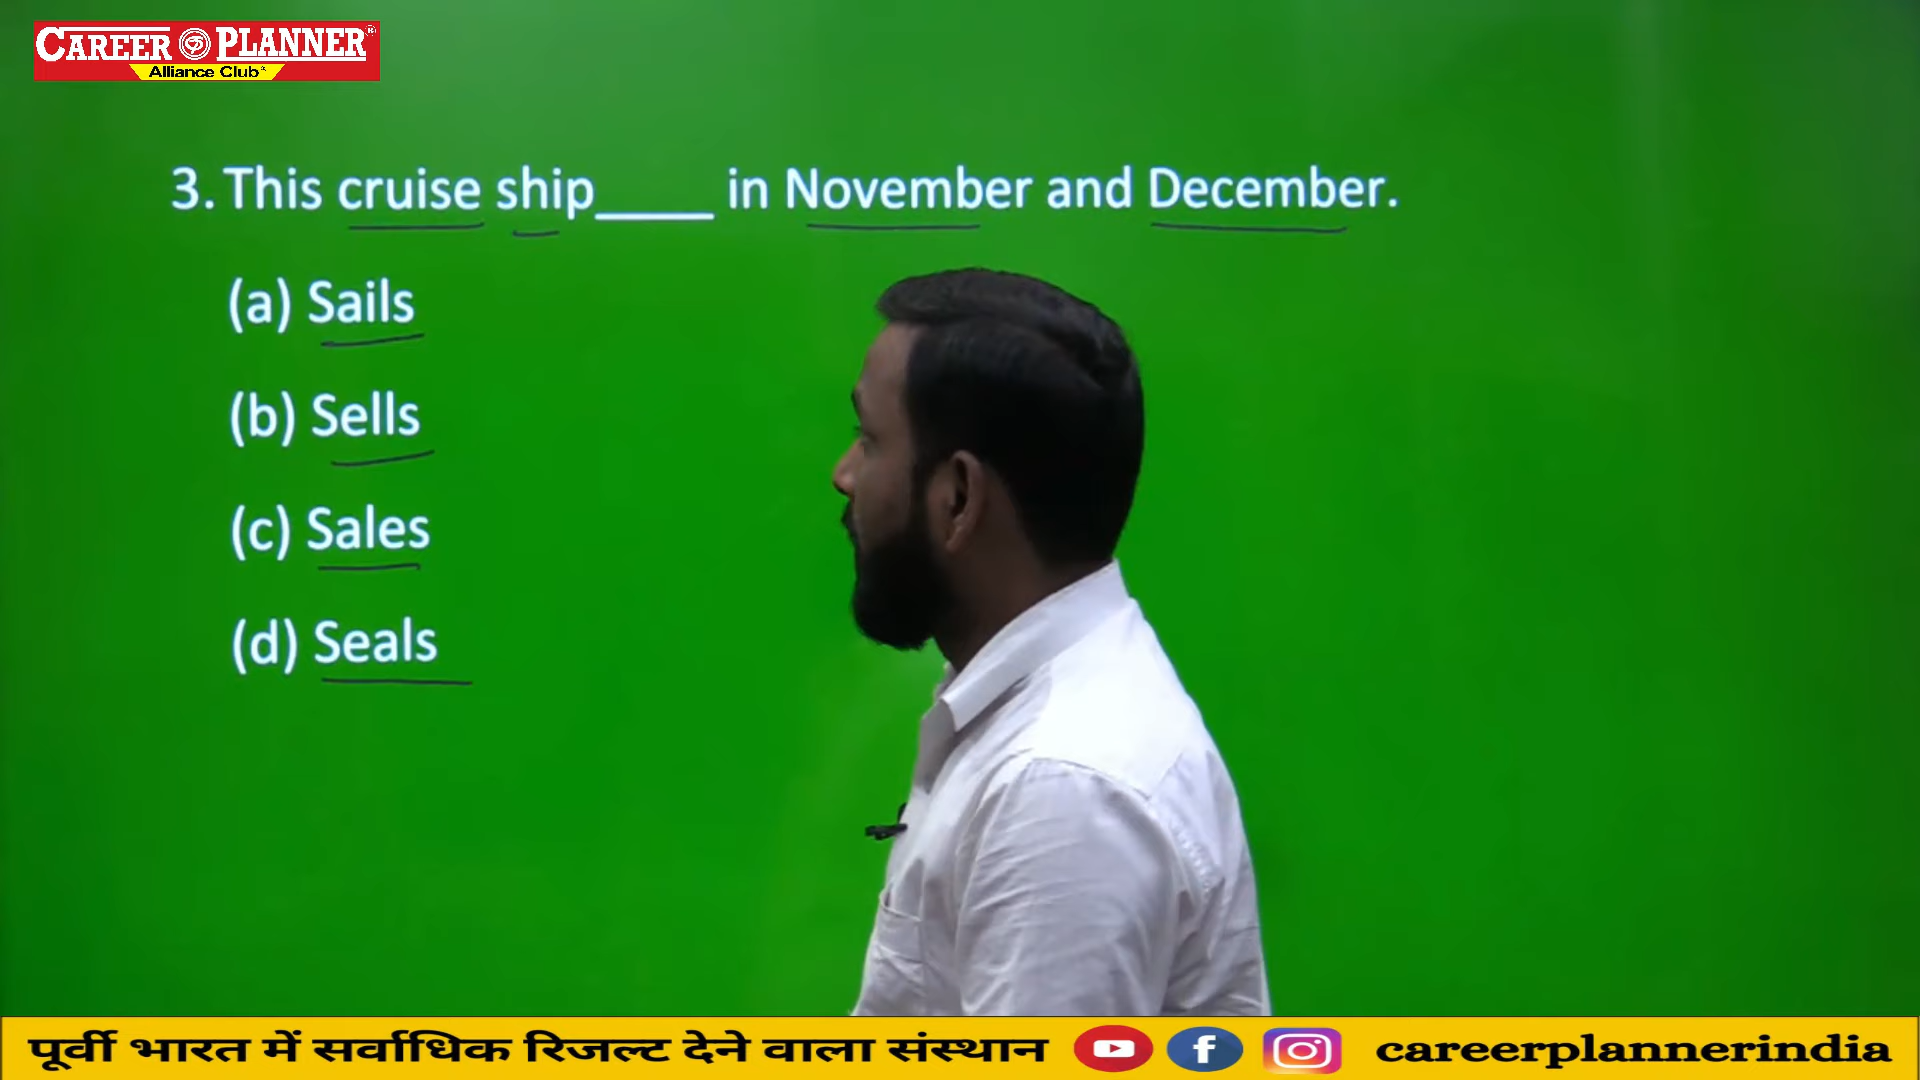 CAREER PLANNER®
Alliance Club
3. This cruise ship____ in November and December.
(a) Sails
(b) Sells
(c) Sales
(d) Seals
पूर्वी भारत में सर्वाधिक रिजल्ट देने वाला संस्थान careerplannerindia